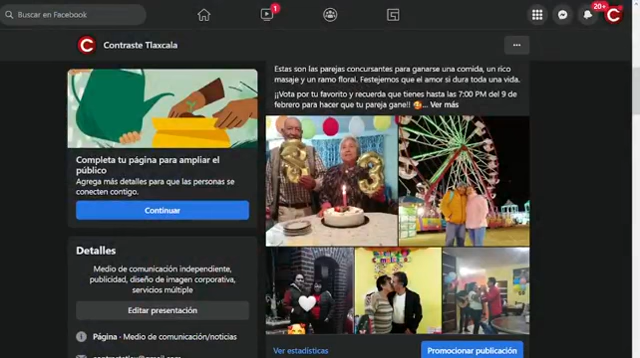 Buscar en Facebook
1
20+
C
Contraste Tlaxcala
...
Estas son las parejas concursantes para ganarse una comida, un rico
masaje y un ramo floral. Festejemos que el amor si dura toda una vida.
¡¡Vota por tu favorito y recuerda que tienes hasta las 7:00 PM del 9 de
febrero para hacer que tu pareja gane!! 🥰... Ver más
8 3
Completa tu página para ampliar el
público
Agrega más detalles para que las personas se
conecten contigo.
Continuar
Detalles
Medio de comunicación independiente,
publicidad, diseño de imagen corporativa,
servicios múltiple
Editar presentación
Página · Medio de comunicación/noticias
Ver estadísticas
Promocionar publicación